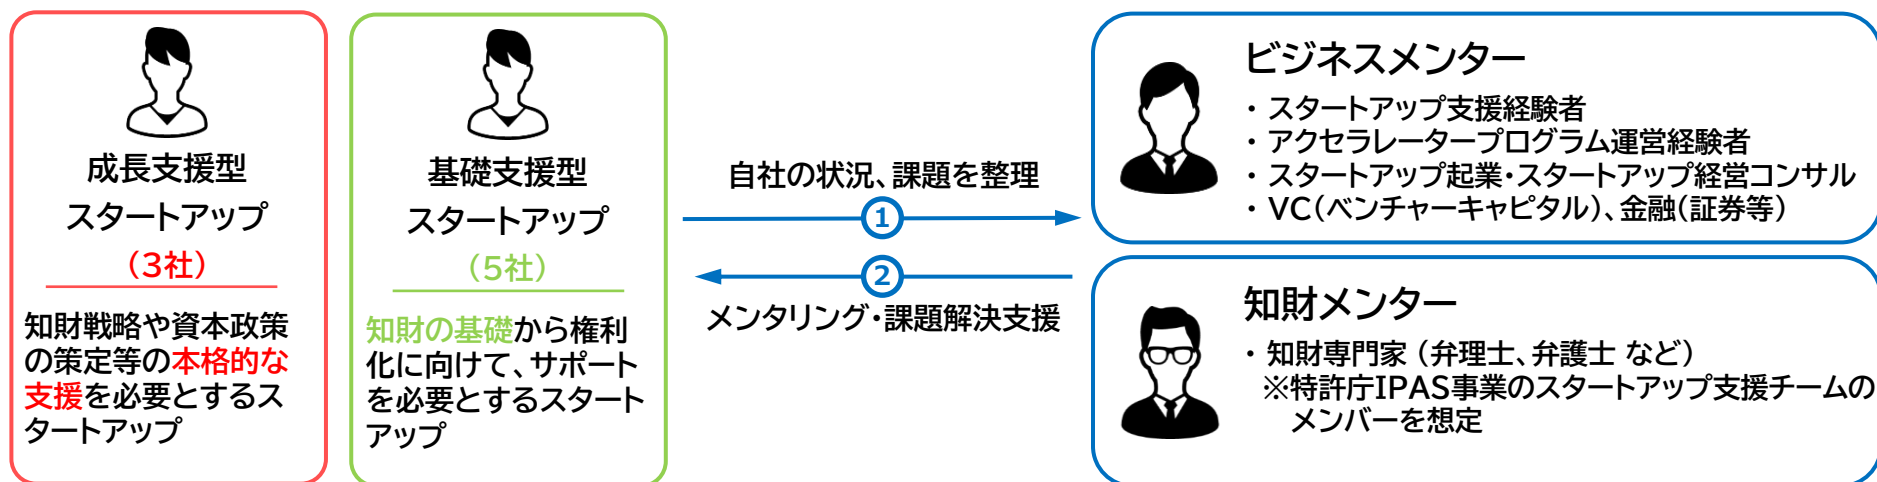 成長支援型
スタートアップ
（3社）
知財戦略や資本政策
の策定等の本格的な
支援を必要とするス
タートアップ
基礎支援型
スタートアップ
（5社）
知財の基礎から権利
化に向けて、サポート
を必要とするスタート
アップ
自社の状況、課題を整理
1
2
メンタリング・課題解決支援
ビジネスメンター
・ スタートアップ支援経験者
・ アクセラレータープログラム運営経験者
・ スタートアップ起業・スタートアップ経営コンサル
・ VC（ベンチャーキャピタル）、金融（証券等）
知財メンター
・ 知財専門家（弁理士、弁護士 など）
※特許庁IPAS事業のスタートアップ支援チームの
メンバーを想定